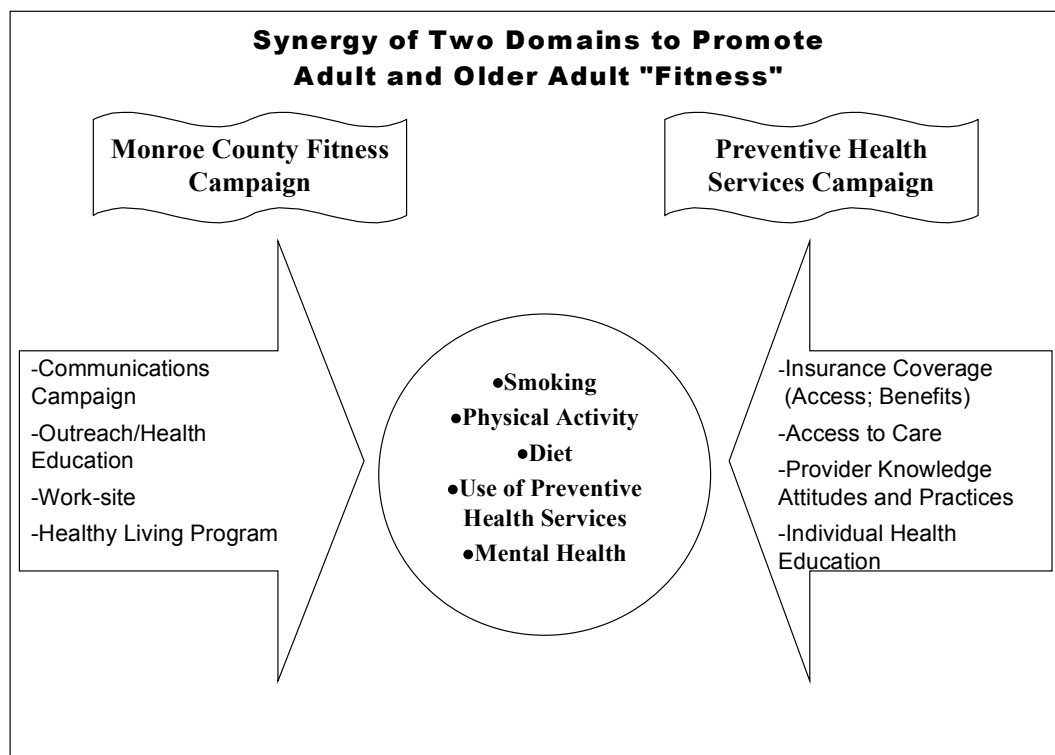 Synergy of Two Domains to Promote
Adult and Older Adult "Fitness"
Monroe County Fitness
Campaign
Preventive Health
Services Campaign
-Communications
Campaign
-Outreach/Health
Education
-Work-site
-Healthy Living Program
•Smoking
•Physical Activity
•Diet
•Use of Preventive
Health Services
•Mental Health
-Insurance Coverage
(Access; Benefits)
-Access to Care
-Provider Knowledge
Attitudes and Practices
-Individual Health
Education